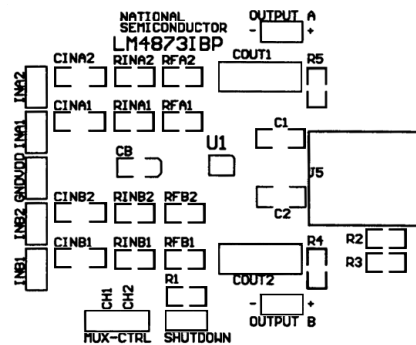 NATIONAL
SEMICONDUCTOR
LM4873IBP
OUTPUT A
- +
CINA2 RINA2 RFA2 COUT1 R5
INA2
CINA1 RINA1 RFA1
INA1
C1
U1
CB
J5
GNDVDD
CINB2 RINB2 RFB2
C2
INB2
R2
CINB1 RINB1 RFB1 R4
R3
INB1
R1 COUT2
CH1
CH2
- +
MUX-CTRL SHUTDOWN OUTPUT B